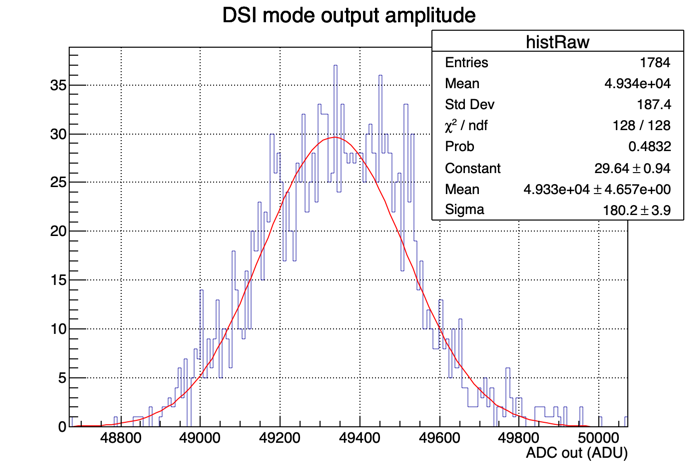 DSI mode output amplitude
histRaw
Entries 1784
Mean 4.934e+04
Std Dev 187.4
χ² / ndf 128 / 128
Prob 0.4832
Constant 29.64 ± 0.94
Mean 4.933e+04 ± 4.657e+00
Sigma 180.2 ± 3.9
35
30
25
20
15
10
5
0
48800 49000 49200 49400 49600 49800 50000
ADC out (ADU)